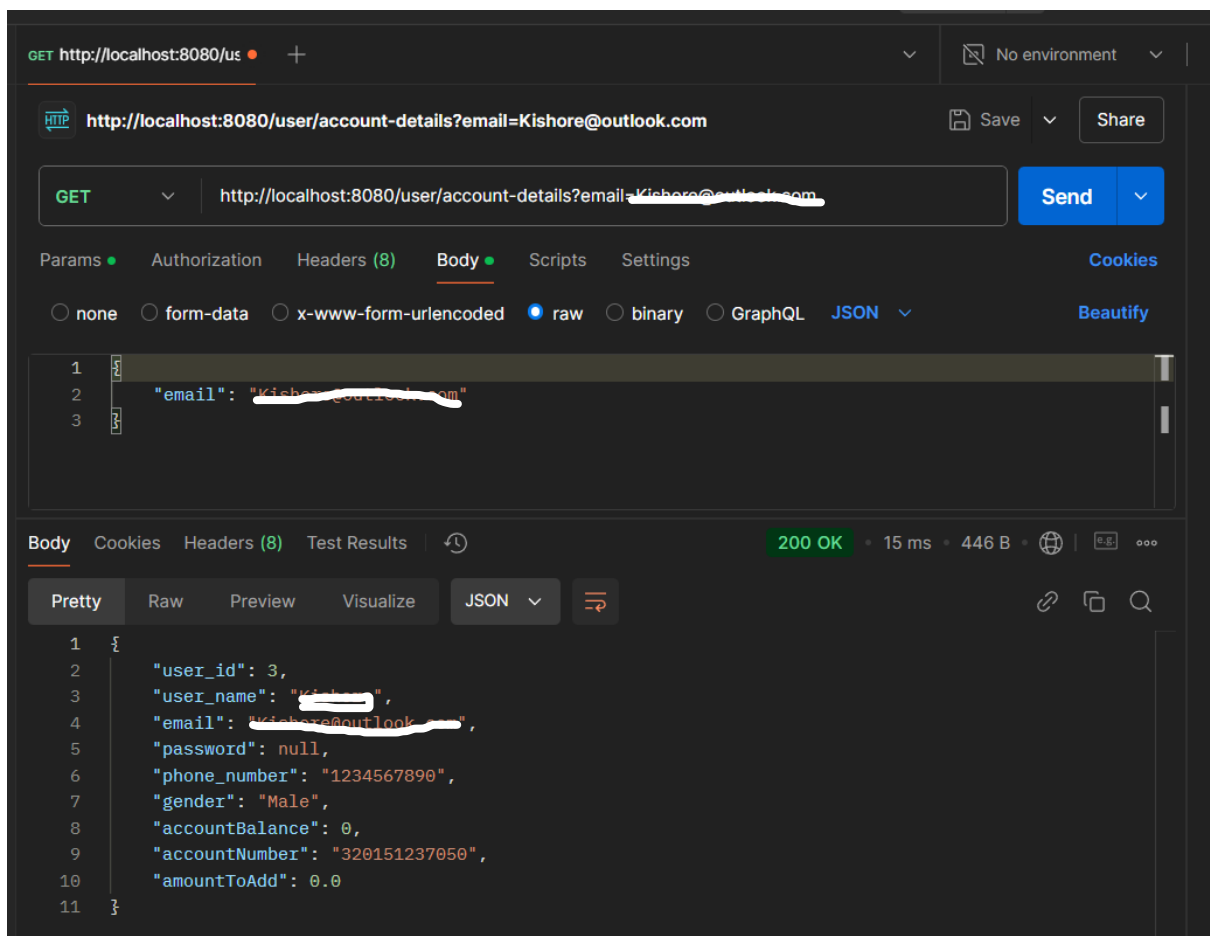 GET http://localhost:8080/us
No environment
HTTP http://localhost:8080/user/account-details?email=Kishore@outlook.com Save Share
GET http://localhost:8080/user/account-details?email= Send
Params Authorization Headers (8) Body Scripts Settings Cookies
none form-data x-www-form-urlencoded raw binary GraphQL JSON Beautify
1 {
2 "email": ""
3 }
Body Cookies Headers (8) Test Results 200 OK 15 ms 446 B e.g.
Pretty Raw Preview Visualize JSON
1 {
2 "user_id": 3,
3 "user_name": "",
4 "email": "",
5 "password": null,
6 "phone_number": "1234567890",
7 "gender": "Male",
8 "accountBalance": 0,
9 "accountNumber": "320151237050",
10 "amountToAdd": 0.0
11 }